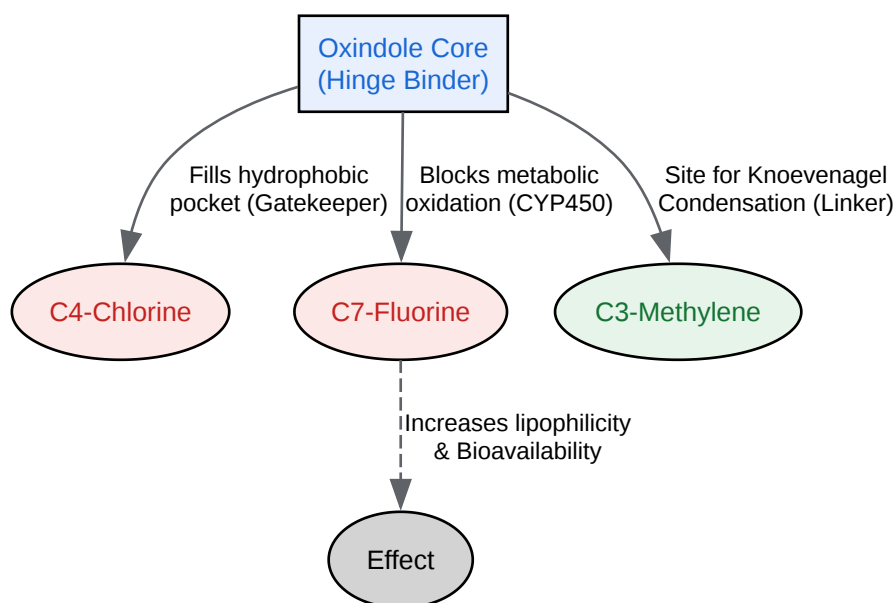 Oxindole Core
(Hinge Binder)
Fills hydrophobic
pocket (Gatekeeper)
Blocks metabolic
oxidation (CYP450)
Site for Knoevenagel
Condensation (Linker)
C4-Chlorine
C7-Fluorine
C3-Methylene
Increases lipophilicity
& Bioavailability
Effect